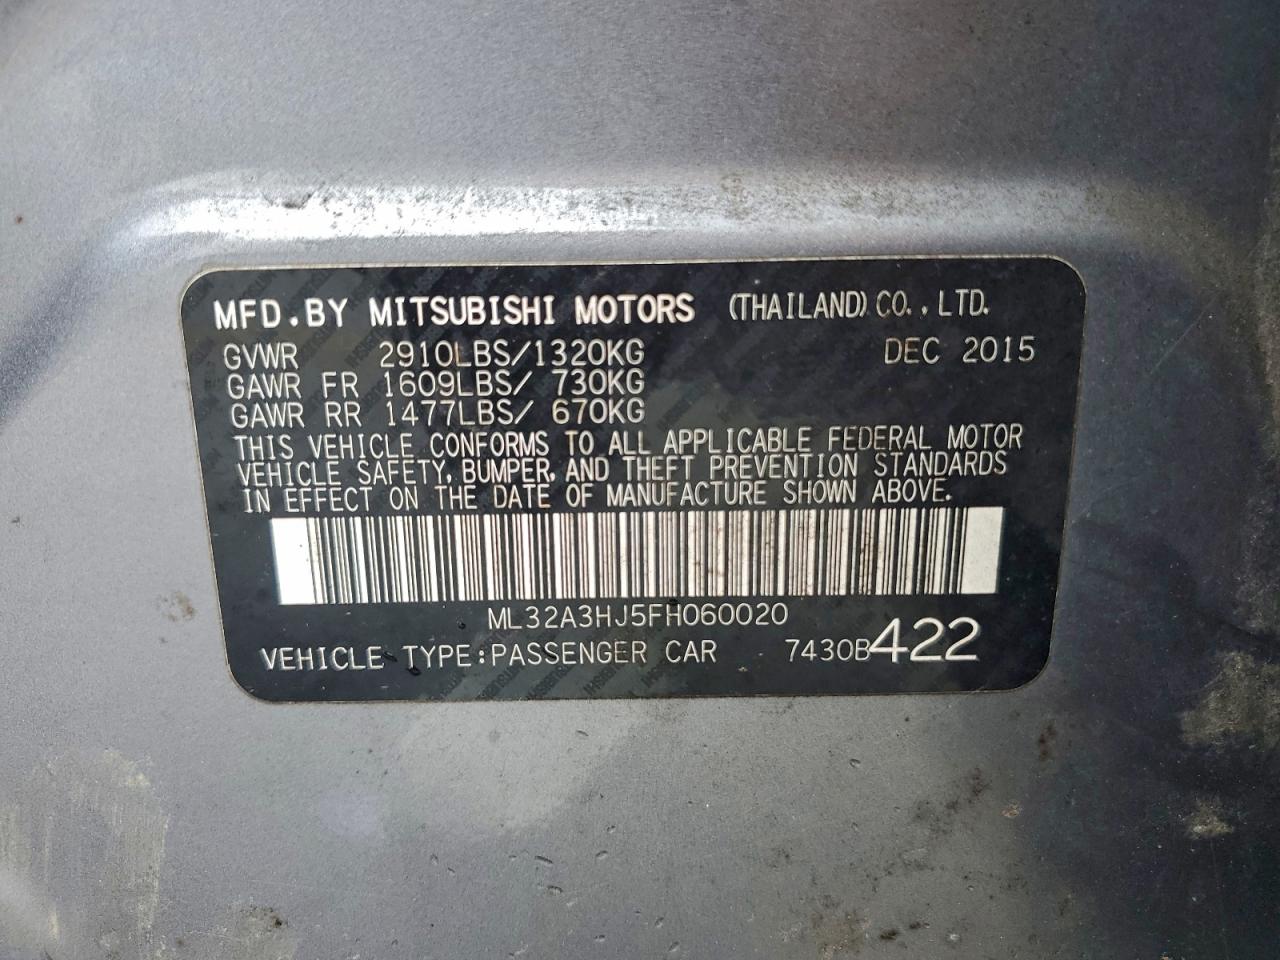 MFD.BY MITSUBISHI MOTORS (THAILAND) CO., LTD.
GVWR 2910LBS/1320KG DEC 2015
GAWR FR 1609LBS/ 730KG
GAWR RR 1477LBS/ 670KG
THIS VEHICLE CONFORMS TO ALL APPLICABLE FEDERAL MOTOR
VEHICLE SAFETY, BUMPER, AND THEFT PREVENTION STANDARDS
IN EFFECT ON THE DATE OF MANUFACTURE SHOWN ABOVE.
ML32A3HJ5FH060020
VEHICLE TYPE:PASSENGER CAR 7430B422